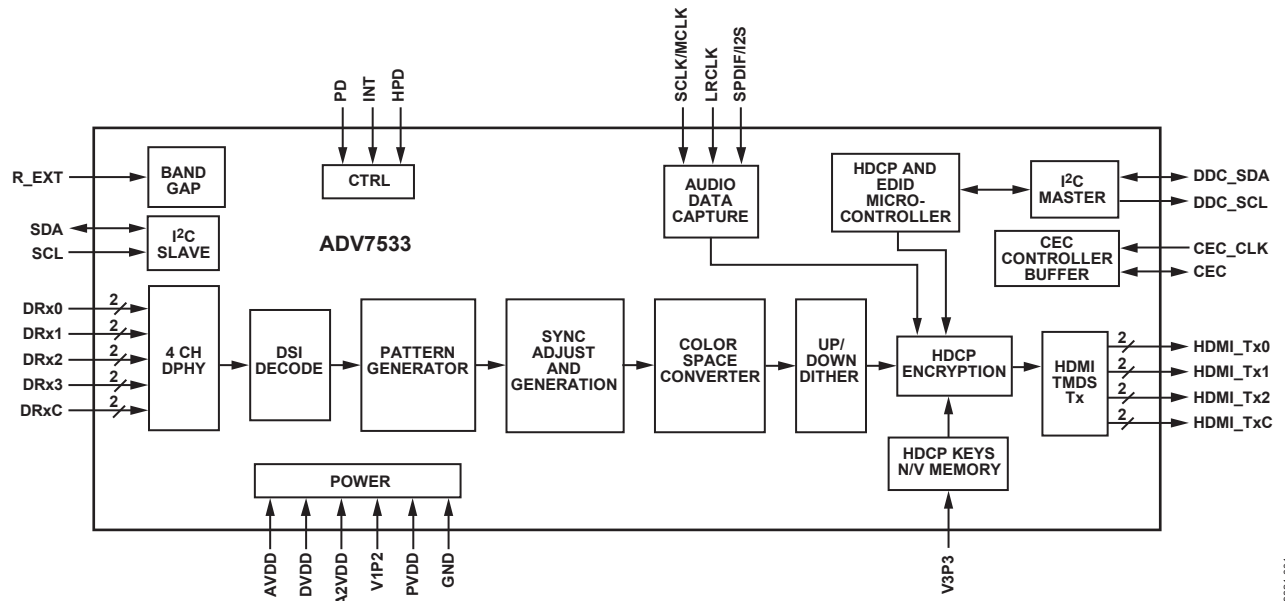 PD
INT
HPD
SCLK/MCLK
LRCLK
SPDIF/I2S
R_EXT
BAND
GAP
CTRL
AUDIO
DATA
CAPTURE
HDCP AND
EDID
MICRO-
CONTROLLER
I2C
MASTER
DDC_SDA
DDC_SCL
SDA
SCL
I2C
SLAVE
ADV7533
CEC
CONTROLLER
BUFFER
CEC_CLK
CEC
DRx0
DRx1
DRx2
DRx3
DRxC
2
2
2
2
2
4 CH
DPHY
DSI
DECODE
PATTERN
GENERATOR
SYNC
ADJUST
AND
GENERATION
COLOR
SPACE
CONVERTER
UP/
DOWN
DITHER
HDCP
ENCRYPTION
HDMI
TMDS
Tx
2
2
2
2
HDMI_Tx0
HDMI_Tx1
HDMI_Tx2
HDMI_TxC
HDCP KEYS
N/V MEMORY
POWER
AVDD
DVDD
A2VDD
V1P2
PVDD
GND
V3P3